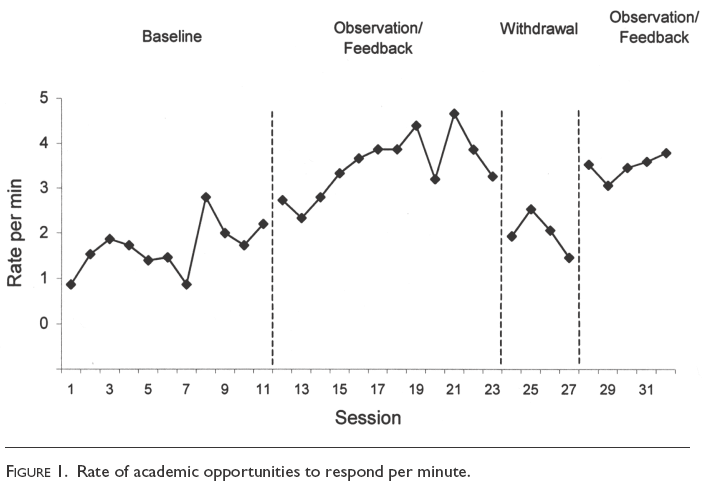 Baseline
Observation/
Feedback
Withdrawal
Observation/
Feedback
Rate per min
5
4
3
2
1
0
1 3 5 7 9 11 13 15 17 19 21 23 25 27 29 31
Session
FIGURE 1. Rate of academic opportunities to respond per minute.